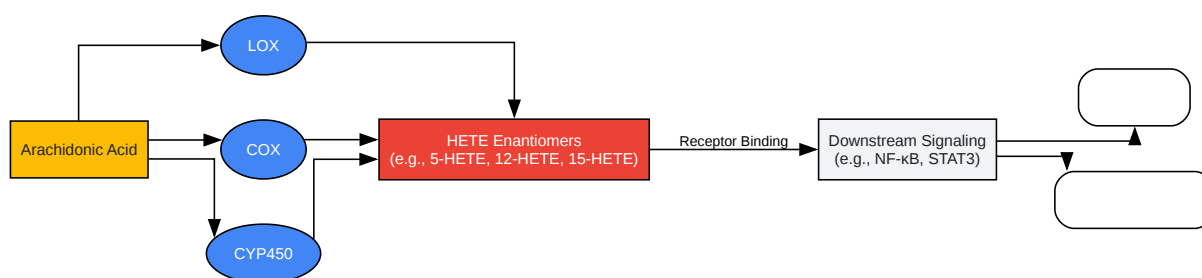 LOX
Arachidonic Acid
COX
CYP450
HETE Enantiomers
(e.g., 5-HETE, 12-HETE, 15-HETE)
Receptor Binding
Downstream Signaling
(e.g., NF-κB, STAT3)